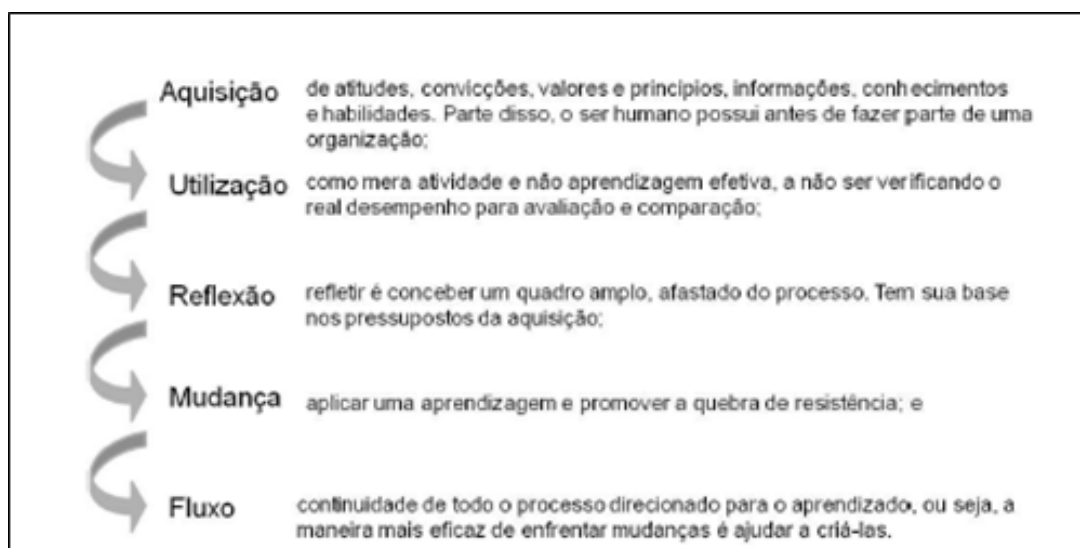 Aquisição de atitudes, convicções, valores e princípios, informações, conhecimentos
e habilidades. Parte disso, o ser humano possui antes de fazer parte de uma
organização;
Utilização como mera atividade e não aprendizagem efetiva, a não ser verificando o
real desempenho para avaliação e comparação;
Reflexão refletir é conceber um quadro amplo, afastado do processo. Tem sua base
nos pressupostos da aquisição;
Mudança aplicar uma aprendizagem e promover a quebra de resistência; e
Fluxo continuidade de todo o processo direcionado para o aprendizado, ou seja, a
maneira mais eficaz de enfrentar mudanças é ajudar a criá-las.